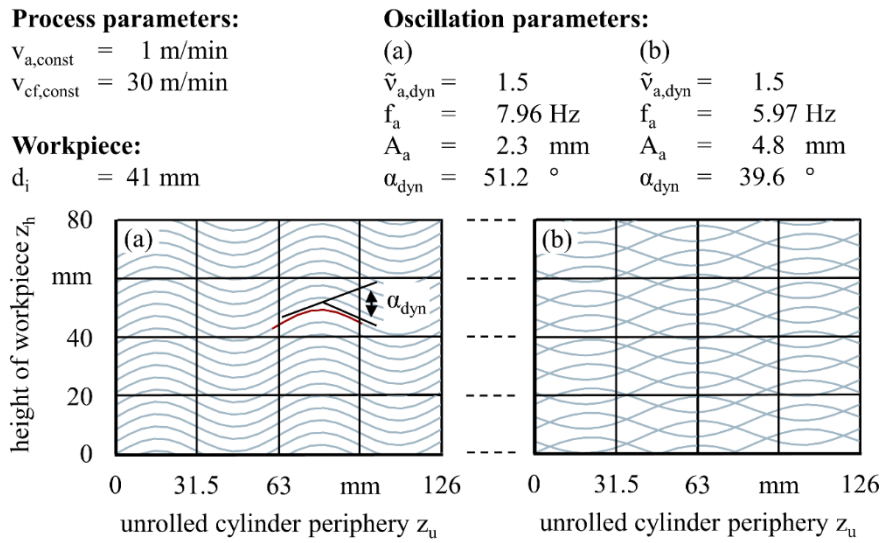 Process parameters:
v_a,const = 1 m/min
v_cf,const = 30 m/min
Workpiece:
d_i = 41 mm
Oscillation parameters:
(a) (b)
ṽ_a,dyn = 1.5 ṽ_a,dyn = 1.5
f_a = 7.96 Hz f_a = 5.97 Hz
A_a = 2.3 mm A_a = 4.8 mm
α_dyn = 51.2 ° α_dyn = 39.6 °
height of workpiece z_h
80
mm
40
20
0
(a)
α_dyn
0 31.5 63 mm 126
unrolled cylinder periphery z_u
(b)
0 31.5 63 mm 126
unrolled cylinder periphery z_u